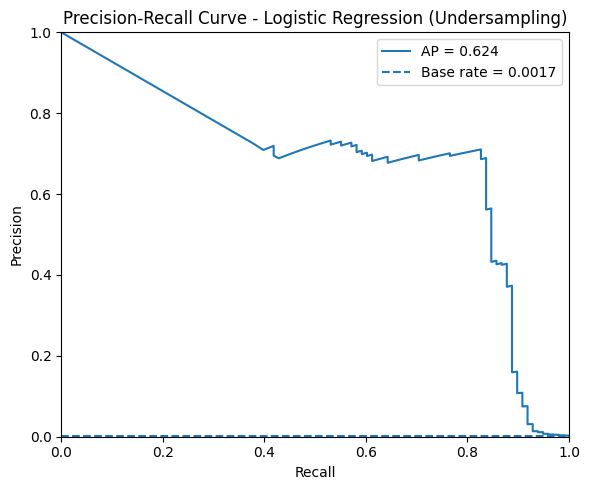 Precision-Recall Curve - Logistic Regression (Undersampling)
AP = 0.624
Base rate = 0.0017
1.0
0.8
0.6
0.4
0.2
0.0
Precision
0.0 0.2 0.4 0.6 0.8 1.0
Recall